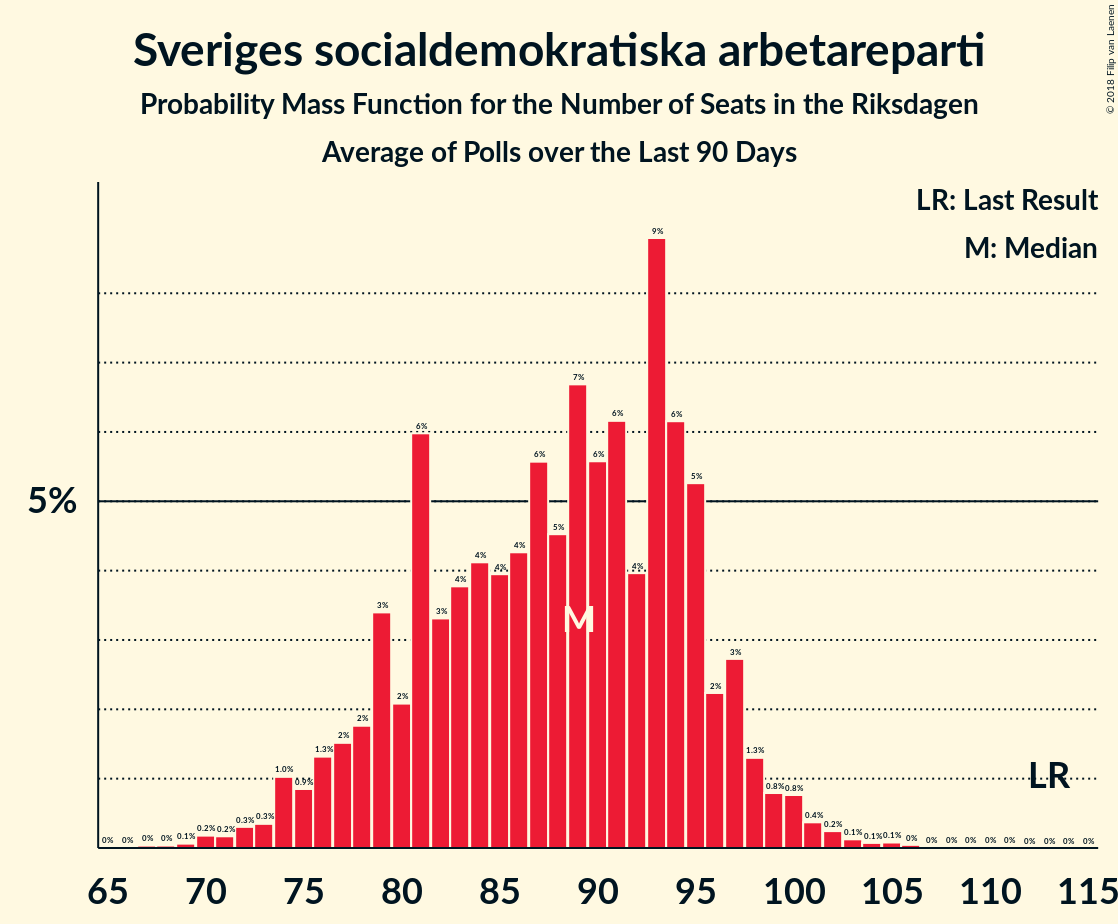 © 2018 Filip van Laenen
Sveriges socialdemokratiska arbetareparti
Probability Mass Function for the Number of Seats in the Riksdagen
Average of Polls over the Last 90 Days
LR: Last Result
M: Median
5%
0% 0% 0% 0% 0.1% 0.2% 0.2% 0.3% 0.3% 1.0% 0.9% 1.3% 2% 2% 3% 2% 6% 3% 4% 4% 4% 4% 6% 5% 7% 6% 6% 4% 9% 6% 5% 2% 3% 1.3% 0.8% 0.8% 0.4% 0.2% 0.1% 0.1% 0.1% 0% 0% 0% 0% 0% 0% 0% 0% 0% 0%
M
LR
65 70 75 80 85 90 95 100 105 110 115